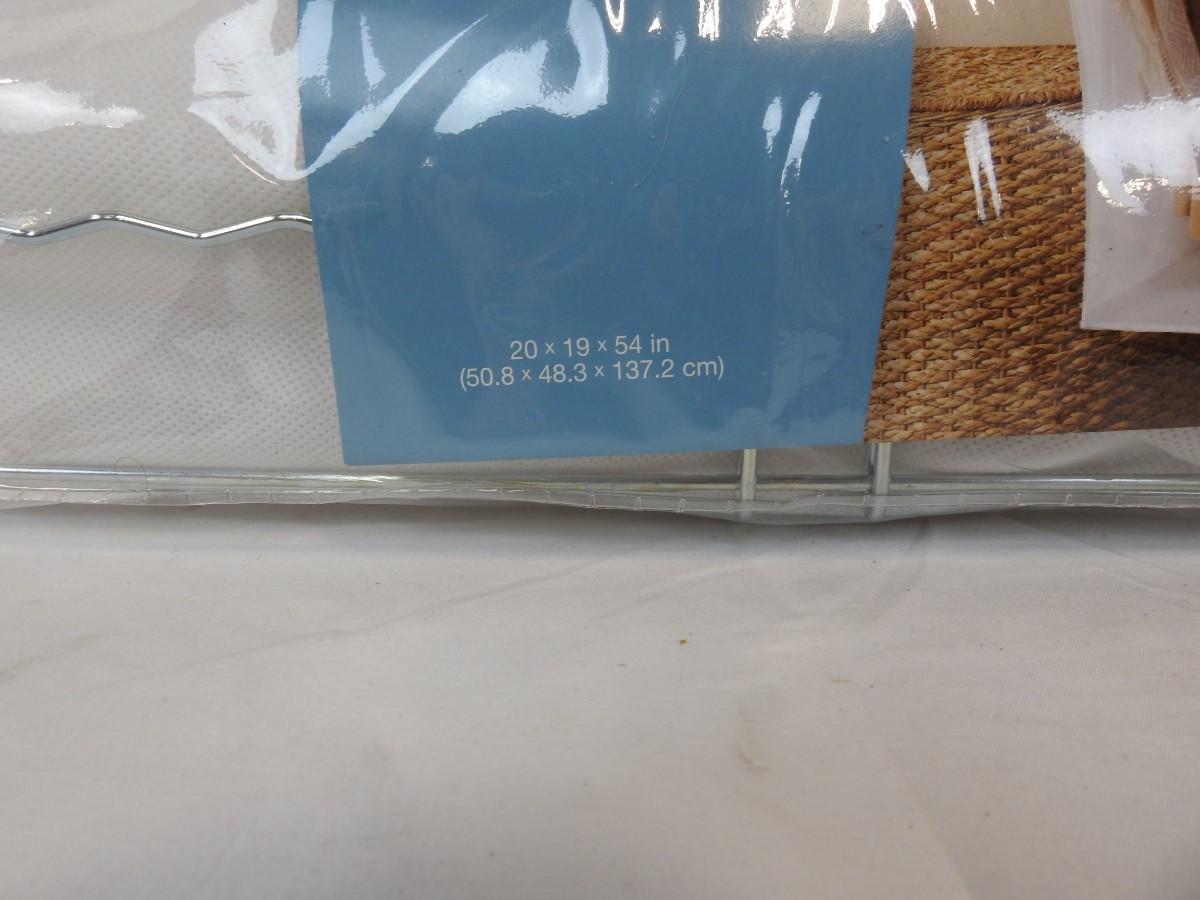 20 x 19 x 54 in
(50.8 x 48.3 x 137.2 cm)